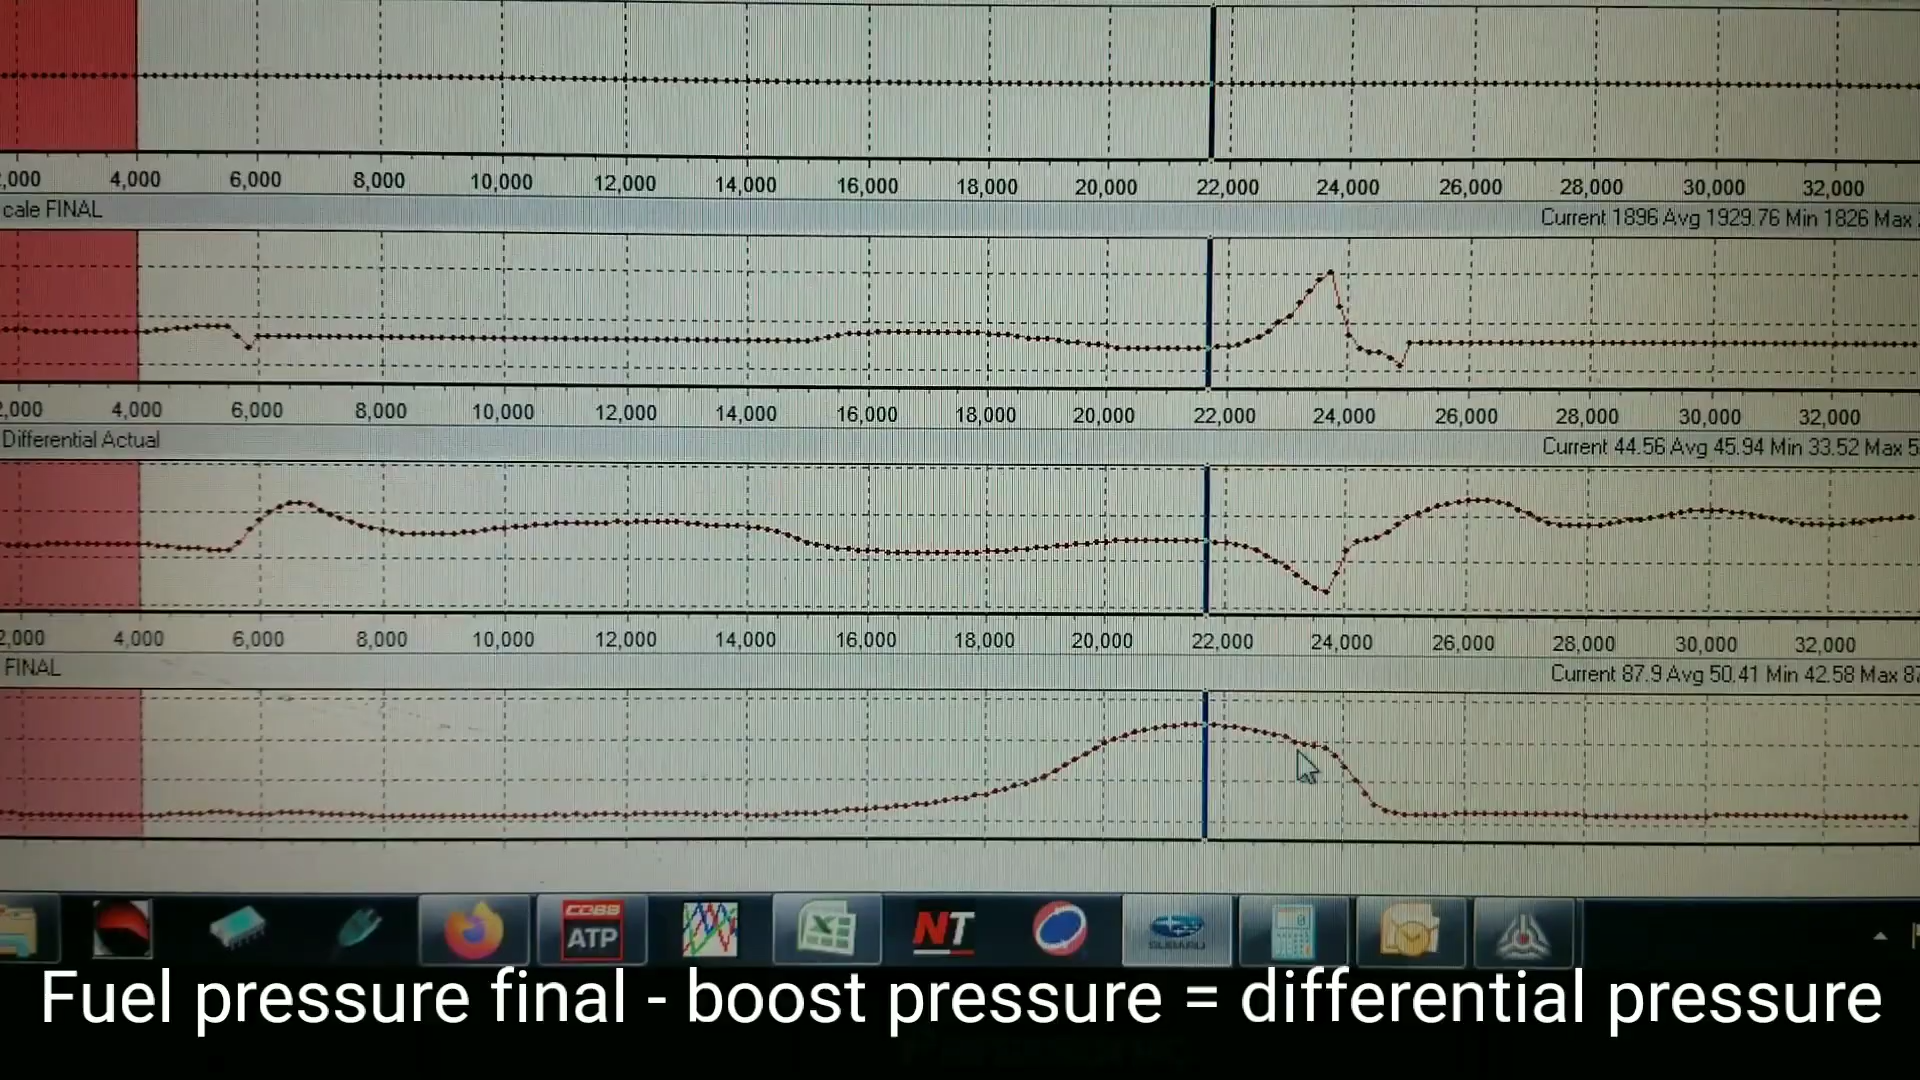 ,000 4,000 6,000 8,000 10,000 12,000 14,000 16,000 18,000 20,000 22,000 24,000 26,000 28,000 30,000 32,000
cale FINAL Current 1896 Avg 1929.76 Min 1826 Max
2,000 4,000 6,000 8,000 10,000 12,000 14,000 16,000 18,000 20,000 22,000 24,000 26,000 28,000 30,000 32,000
Differential Actual Current 44.56 Avg 45.94 Min 33.52 Max 5
2,000 4,000 6,000 8,000 10,000 12,000 14,000 16,000 18,000 20,000 22,000 24,000 26,000 28,000 30,000 32,000
FINAL Current 87.9 Avg 50.41 Min 42.58 Max 87
COBB
ATP
NT
SUBARU
Fuel pressure final - boost pressure = differential pressure